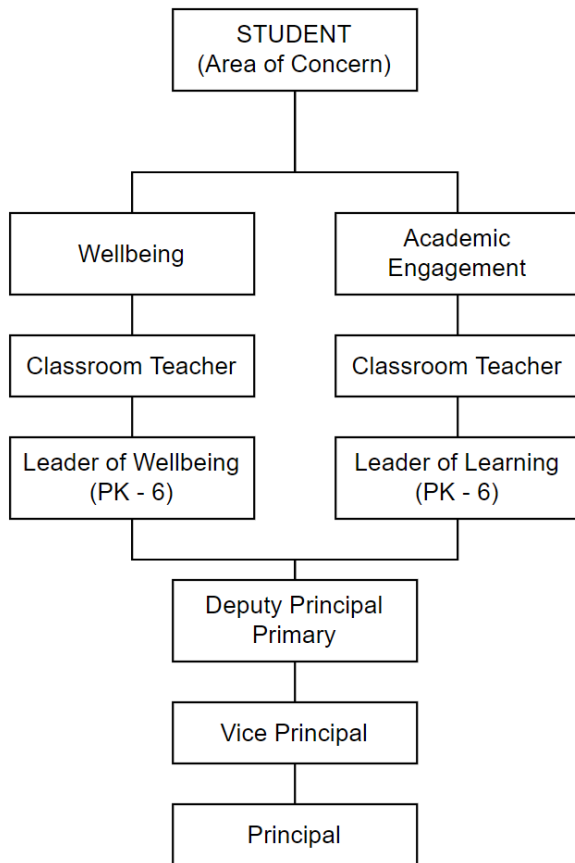 STUDENT
(Area of Concern)
Wellbeing
Academic
Engagement
Classroom Teacher
Classroom Teacher
Leader of Wellbeing
(PK - 6)
Leader of Learning
(PK - 6)
Deputy Principal
Primary
Vice Principal
Principal